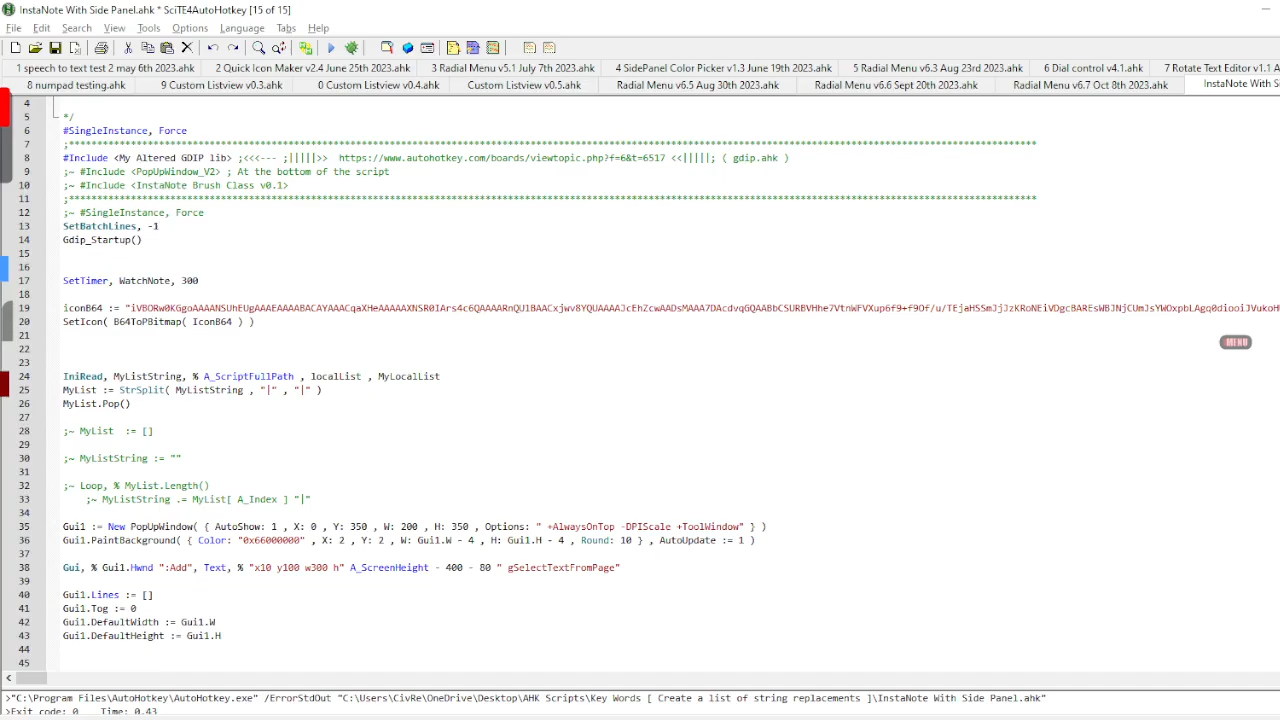 InstaNote With Side Panel.ahk * SciTE4AutoHotkey [15 of 15]
File Edit Search View Tools Options Language Tabs Help
1 speech to text test 2 may 6th 2023.ahk 2 Quick Icon Maker v2.4 June 25th 2023.ahk 3 Radial Menu v5.1 July 7th 2023.ahk 4 SidePanel Color Picker v1.3 June 19th 2023.ahk 5 Radial Menu v6.3 Aug 23rd 2023.ahk 6 Dial control v4.1.ahk 7 Rotate Text Editor v1.1 A
8 numpad testing.ahk 9 Custom Listview v0.3.ahk 0 Custom Listview v0.4.ahk Custom Listview v0.5.ahk Radial Menu v6.5 Aug 30th 2023.ahk Radial Menu v6.6 Sept 20th 2023.ahk Radial Menu v6.7 Oct 8th 2023.ahk InstaNote With S
4
5 */
6 #SingleInstance, Force
7 ;******************************************************************************************************************************************************
8 #Include <My Altered GDIP lib> ;<<<--- ;|||||>> https://www.autohotkey.com/boards/viewtopic.php?f=6&t=6517 <<|||||; ( gdip.ahk )
9 ;~ #Include <PopUpWindow_V2> ; At the bottom of the script
10 ;~ #Include <InstaNote Brush Class v0.1>
11 ;******************************************************************************************************************************************************
12 ;~ #SingleInstance, Force
13 SetBatchLines, -1
14 Gdip_Startup()
15
16
17 SetTimer, WatchNote, 300
18
19 iconB64 := 
20 SetIcon( B64ToPBitmap( IconB64 ) )
21
22
MENU
23
24 IniRead, MyListString, % A_ScriptFullPath , localList , MyLocalList
25 MyList := StrSplit( MyListString , "|" , "|" )
26 MyList.Pop()
27
28 ;~ MyList := []
29
30 ;~ MyListString := ""
31
32 ;~ Loop, % MyList.Length()
33 ;~ MyListString .= MyList[ A_Index ] "|"
34
35 Gui1 := New PopUpWindow( { AutoShow: 1 , X: 0 , Y: 350 , W: 200 , H: 350 , Options: " +AlwaysOnTop -DPIScale +ToolWindow" } )
36 Gui1.PaintBackground( { Color: "0x66000000" , X: 2 , Y: 2 , W: Gui1.W - 4 , H: Gui1.H - 4 , Round: 10 } , AutoUpdate := 1 )
37
38 Gui, % Gui1.Hwnd ":Add", Text, % "x10 y100 w300 h" A_ScreenHeight - 400 - 80 " gSelectTextFromPage"
39
40 Gui1.Lines := []
41 Gui1.Tog := 0
42 Gui1.DefaultWidth := Gui1.W
43 Gui1.DefaultHeight := Gui1.H
44
45
>"C:\Program Files\AutoHotkey\AutoHotkey.exe" /ErrorStdOut "C:\Users\CivRe\OneDrive\Desktop\AHK Scripts\Key Words [ Create a list of string replacements ]\InstaNote With Side Panel.ahk"
>Exit code: 0 Time: 0.43